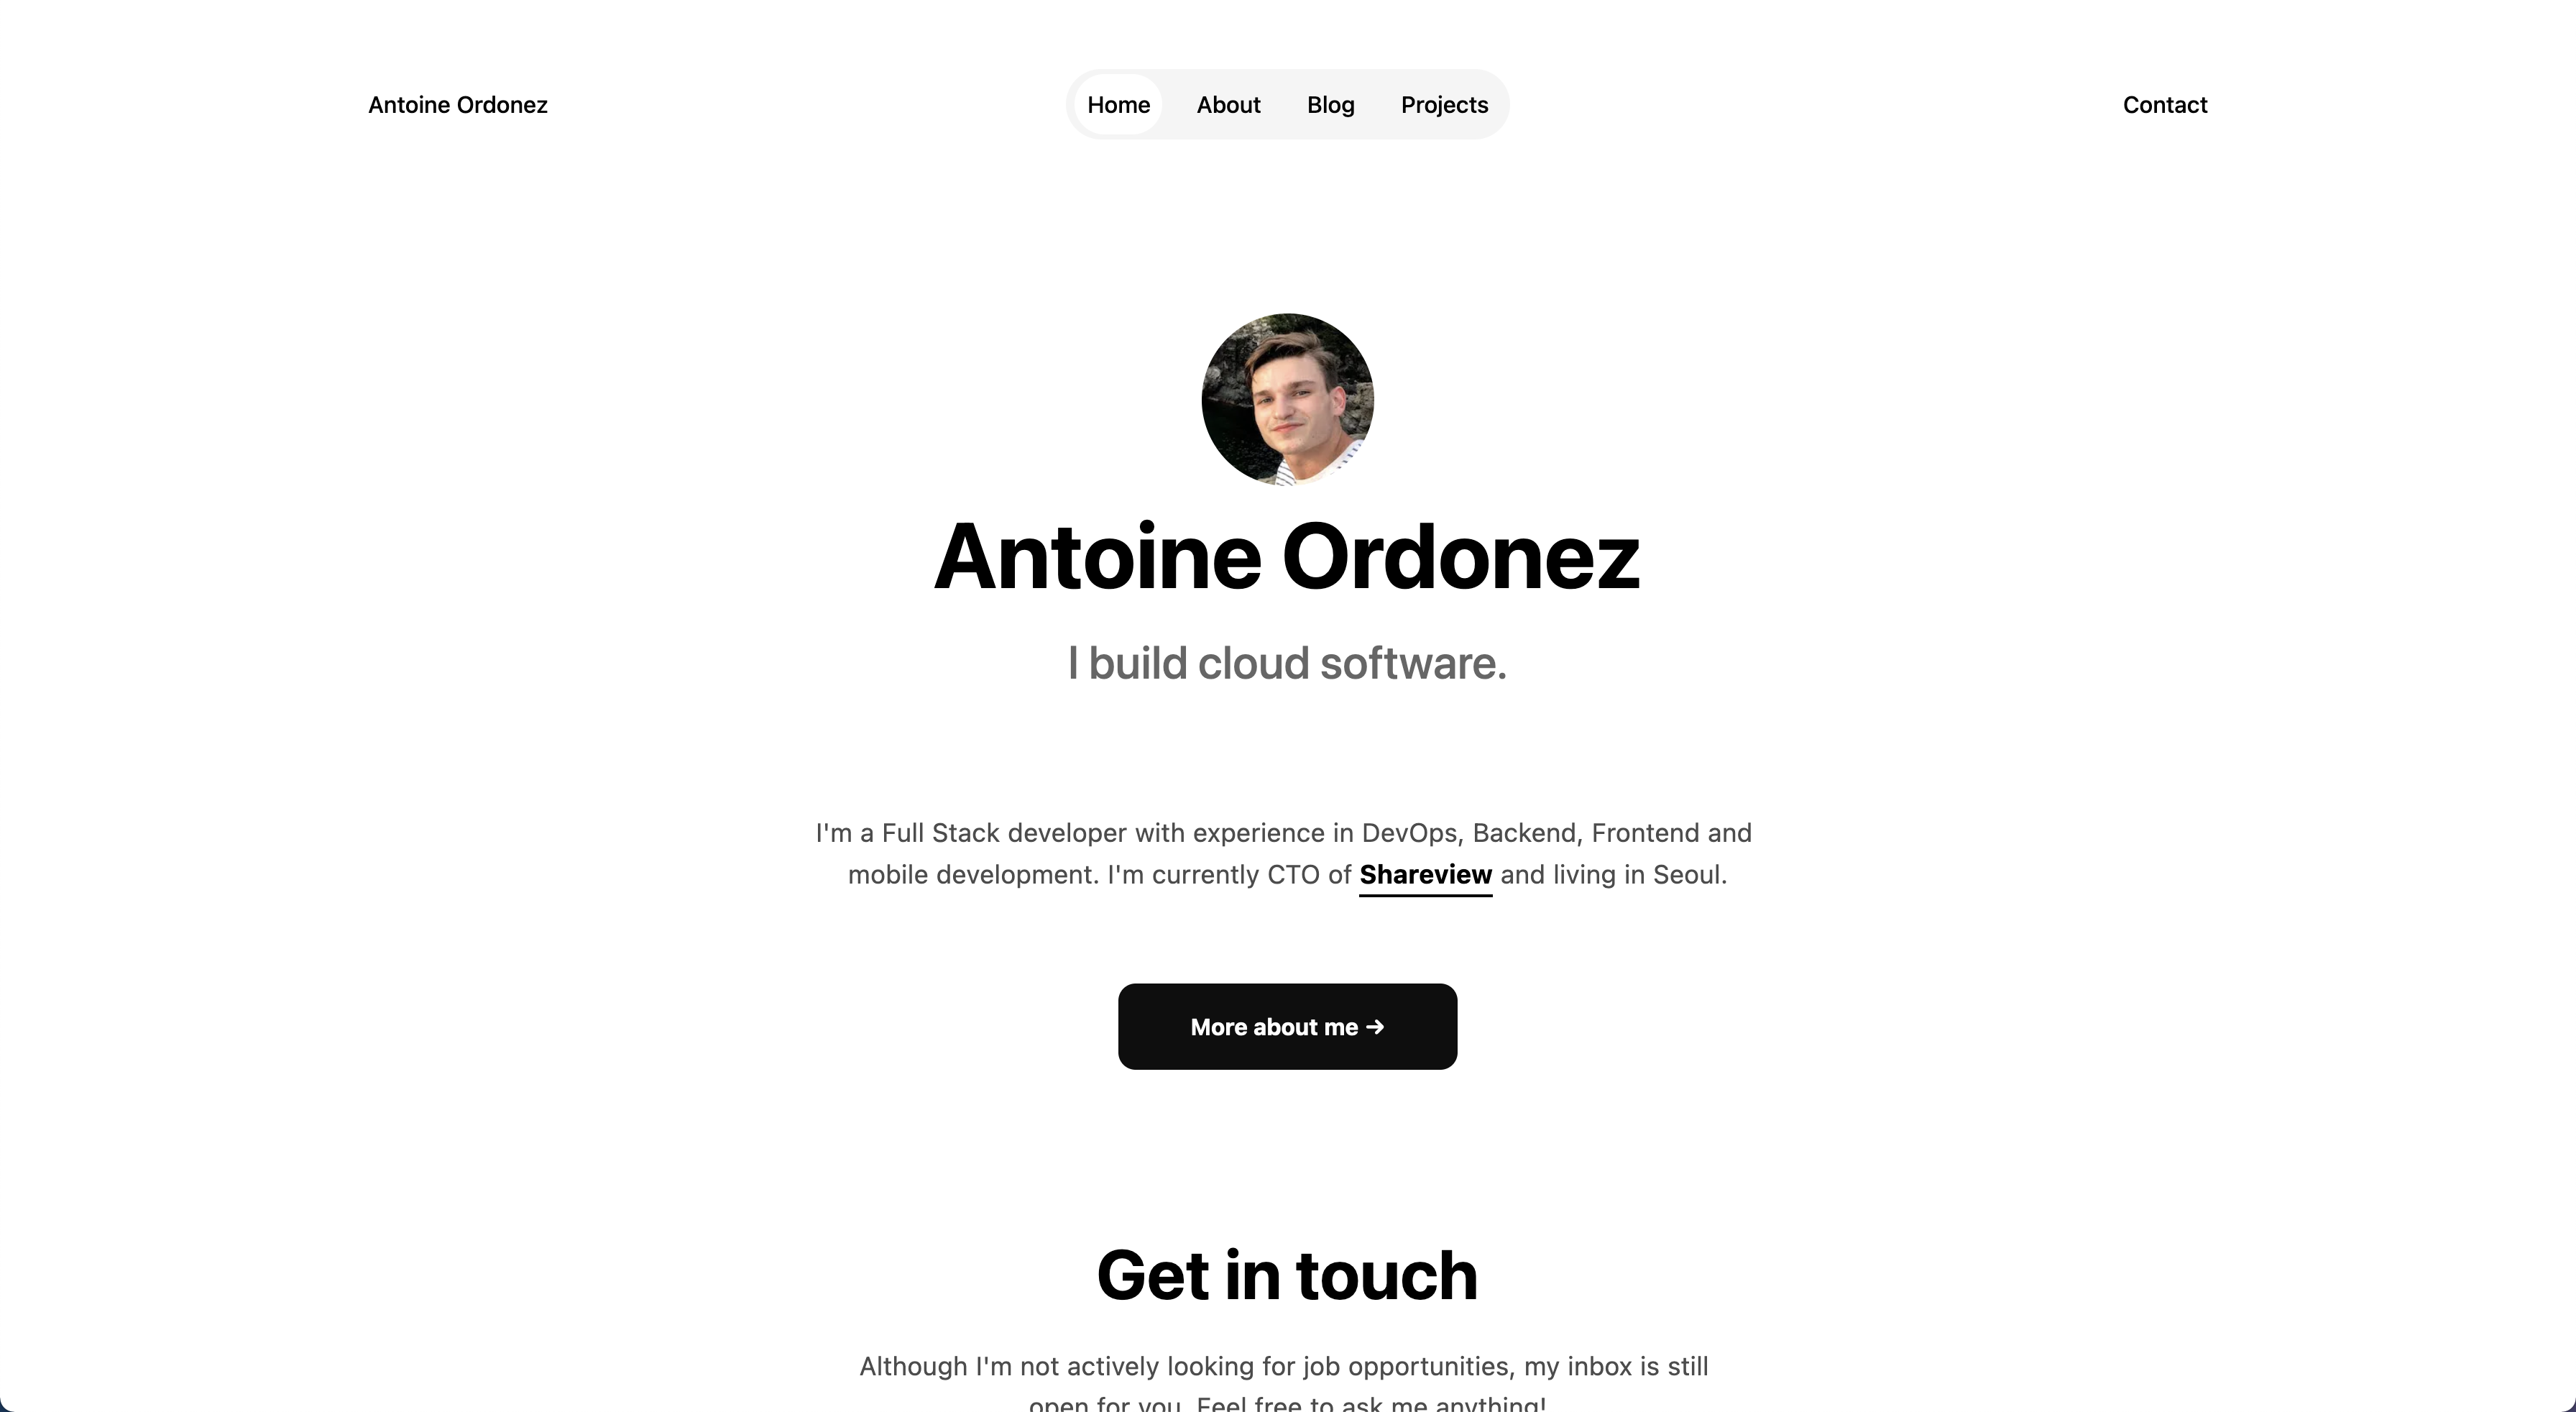 Antoine Ordonez
Home
About
Blog
Projects
Contact
Antoine Ordonez
I build cloud software.
I'm a Full Stack developer with experience in DevOps, Backend, Frontend and
mobile development. I'm currently CTO of Shareview and living in Seoul.
More about me →
Get in touch
Although I'm not actively looking for job opportunities, my inbox is still
open for you. Feel free to ask me anything!